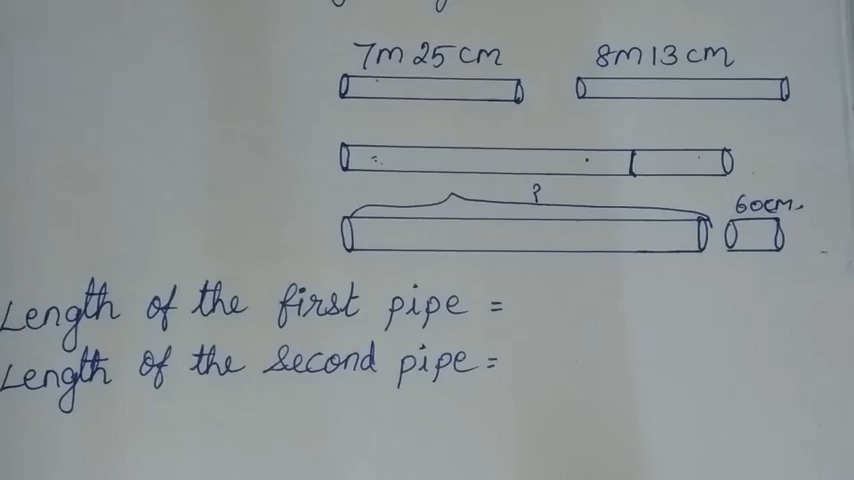 7m 25 cm 8m 13 cm
?
60cm.
Length of the first pipe =
Length of the second pipe =